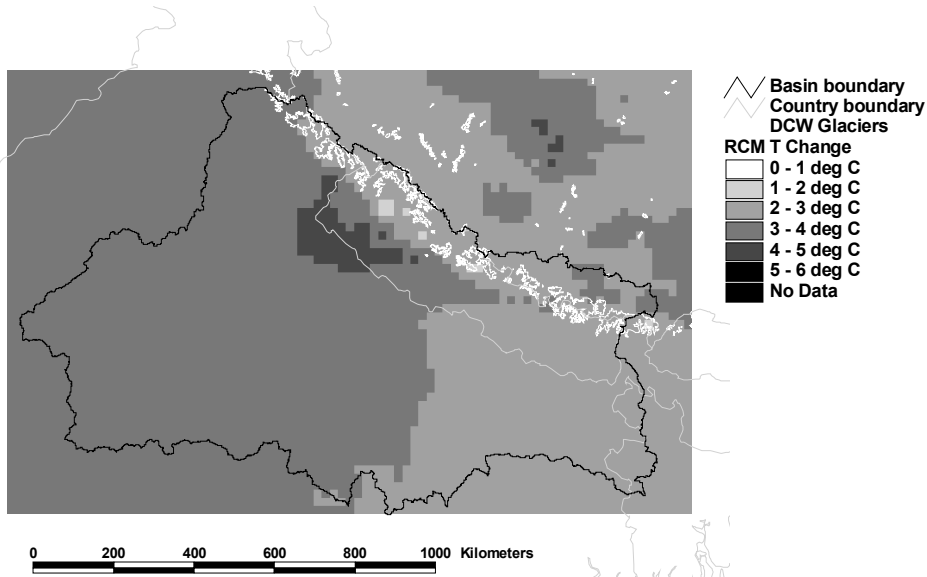 Basin boundary
Country boundary
DCW Glaciers
RCM T Change
0 - 1 deg C
1 - 2 deg C
2 - 3 deg C
3 - 4 deg C
4 - 5 deg C
5 - 6 deg C
No Data
0 200 400 600 800 1000 Kilometers